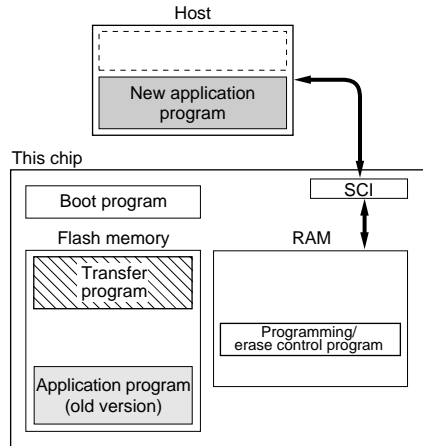 Host
New application
program
This chip
SCI
Boot program
Flash memory
RAM
Transfer
program
Programming/
erase control program
Application program
(old version)